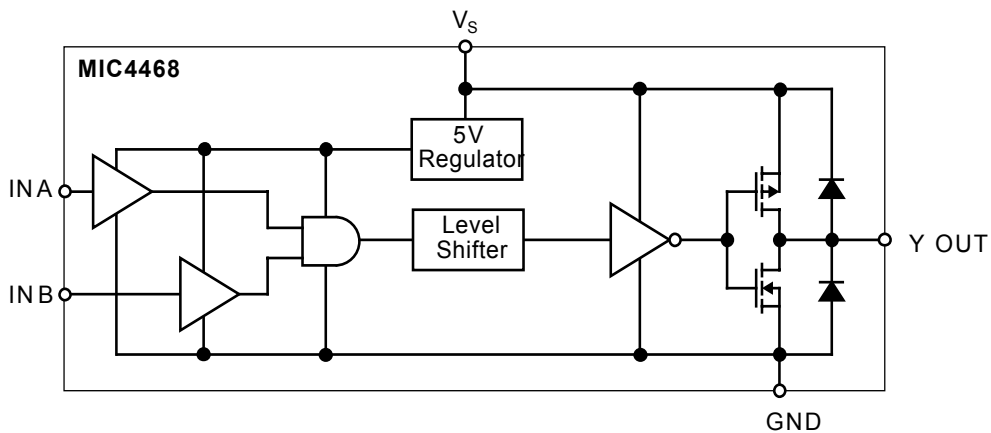 VS
MIC4468
5V
Regulator
INA
Level
Shifter
Y OUT
INB
GND